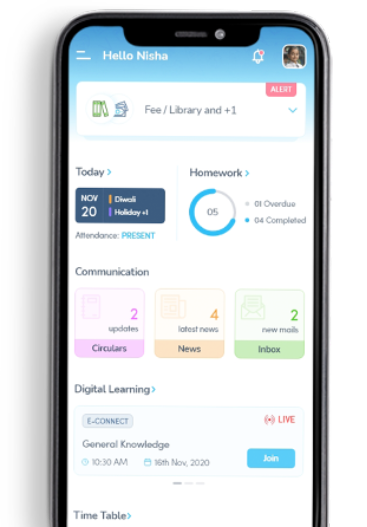 Hello Nisha
ALERT
Fee / Library and +1
Today >
Homework >
NOV
20
Diwali
Holiday +1
05
01 Overdue
04 Completed
Attendance: PRESENT
Communication
2
updates
Circulars
4
latest news
News
2
new mails
Inbox
Digital Learning>
E-CONNECT
LIVE
General Knowledge
10:30 AM
16th Nov, 2020
Join
Time Table>